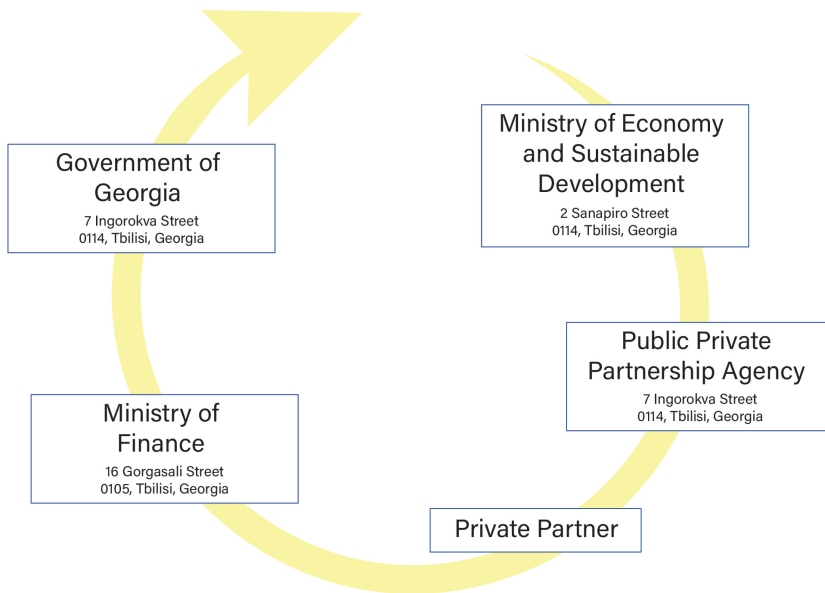 Ministry of Economy
and Sustainable
Development
2 Sanapiro Street
0114, Tbilisi, Georgia
Public Private
Partnership Agency
7 Ingorokva Street
0114, Tbilisi, Georgia
Private Partner
Ministry of
Finance
16 Gorgasali Street
0105, Tbilisi, Georgia
Government of
Georgia
7 Ingorokva Street
0114, Tbilisi, Georgia